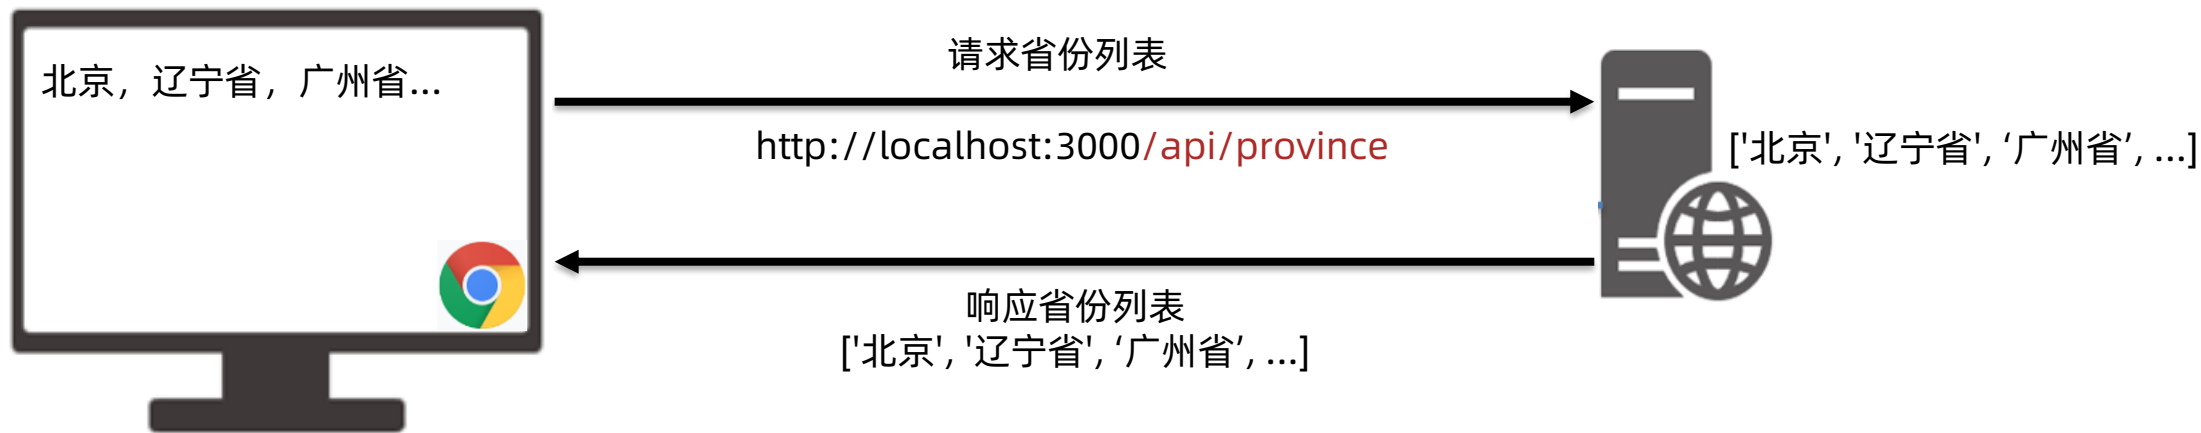 北京，辽宁省，广州省...
请求省份列表
http://localhost:3000/api/province
['北京', '辽宁省', ‘广州省’, ...]
响应省份列表
['北京', '辽宁省', ‘广州省’, ...]